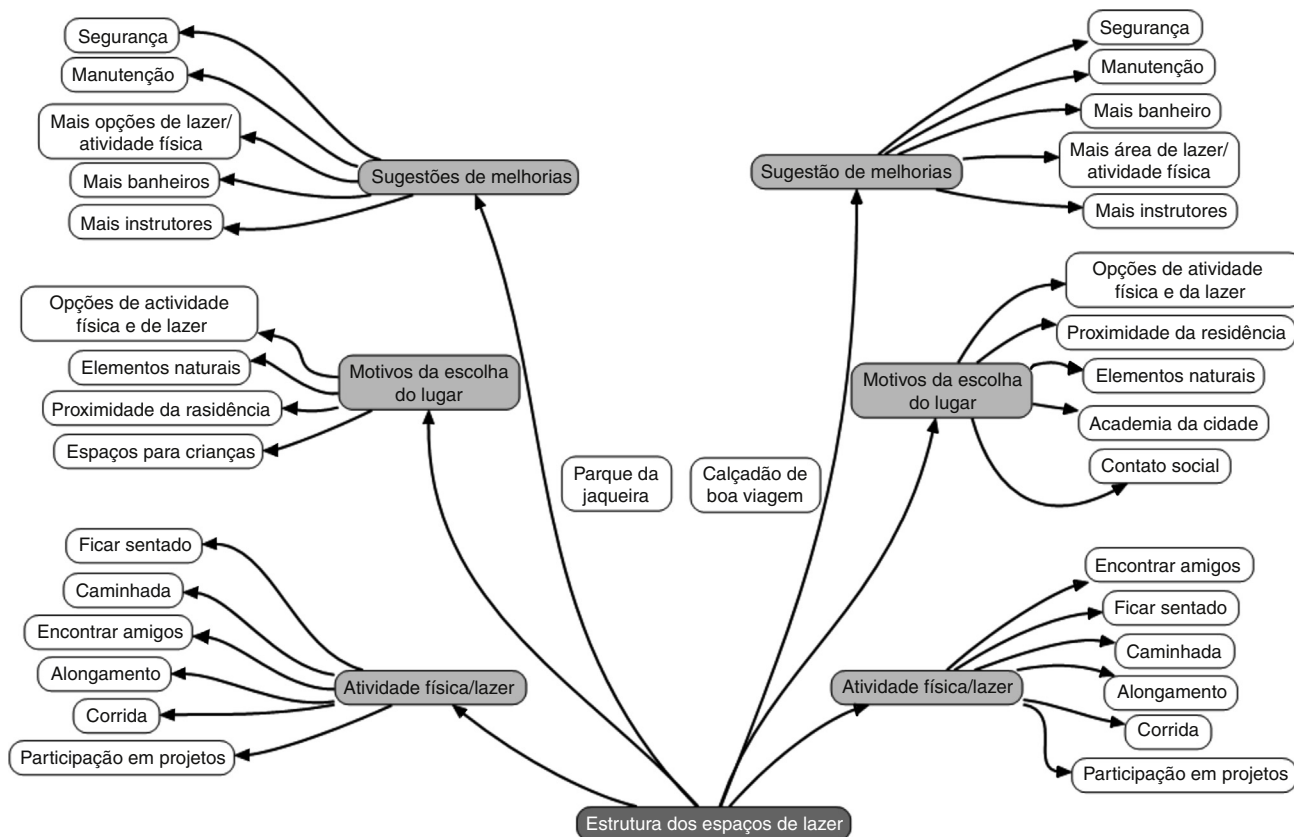 Segurança
Manutenção
Mais opções de lazer/
atividade física
Mais banheiros
Mais instrutores
Sugestões de melhorias
Opções de actividade
física e de lazer
Elementos naturais
Proximidade da rasidência
Espaços para crianças
Motivos da escolha
do lugar
Ficar sentado
Caminhada
Encontrar amigos
Alongamento
Corrida
Participação em projetos
Atividade física/lazer
Parque da
jaqueira
Calçadão de
boa viagem
Segurança
Manutenção
Mais banheiro
Mais área de lazer/
atividade física
Mais instrutores
Sugestão de melhorias
Opções de atividade
física e da lazer
Proximidade da residência
Elementos naturais
Academia da cidade
Contato social
Motivos da escolha
do lugar
Encontrar amigos
Ficar sentado
Caminhada
Alongamento
Corrida
Participação em projetos
Atividade física/lazer
Estrutura dos espaços de lazer